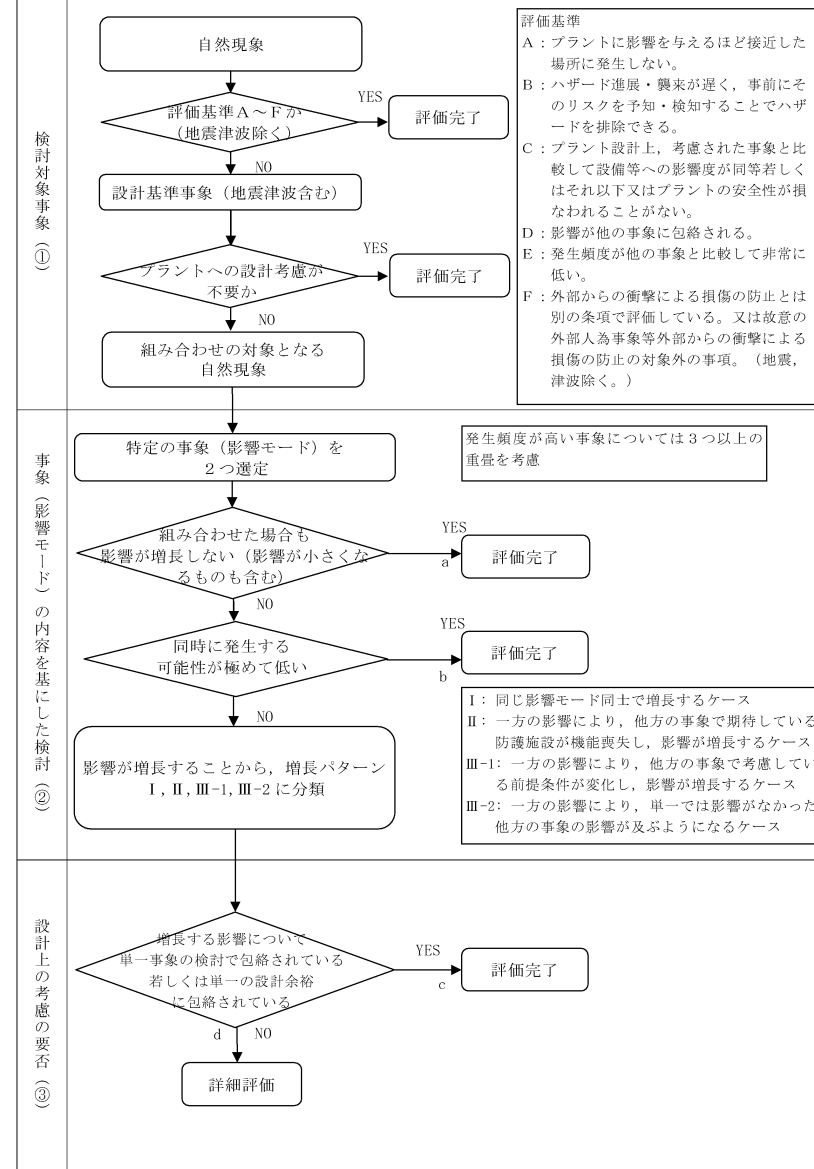 検討対象事象（①）
自然現象
評価基準Ａ～Ｆか
（地震津波除く）
YES
評価完了
NO
設計基準事象（地震津波含む）
プラントへの設計考慮が
不要か
YES
評価完了
NO
組み合わせの対象となる
自然現象
評価基準
Ａ：プラントに影響を与えるほど接近した
場所に発生しない。
Ｂ：ハザード進展・襲来が遅く，事前にそ
のリスクを予知・検知することでハザ
ードを排除できる。
Ｃ：プラント設計上，考慮された事象と比
較して設備等への影響度が同等若しく
はそれ以下又はプラントの安全性が損
なわれることがない。
Ｄ：影響が他の事象に包絡される。
Ｅ：発生頻度が他の事象と比較して非常に
低い。
Ｆ：外部からの衝撃による損傷の防止とは
別の条項で評価している。又は故意の
外部人為事象等外部からの衝撃による
損傷の防止の対象外の事項。（地震，
津波除く。）
事象（影響モード）の内容を基にした検討（②）
特定の事象（影響モード）を
２つ選定
発生頻度が高い事象については３つ以上の
重畳を考慮
組み合わせた場合も
影響が増長しない（影響が小さくな
るものも含む）
YES
a
評価完了
NO
同時に発生する
可能性が極めて低い
YES
b
評価完了
NO
影響が増長することから，増長パターン
Ⅰ,Ⅱ,Ⅲ-1,Ⅲ-2 に分類
Ⅰ： 同じ影響モード同士で増長するケース
Ⅱ： 一方の影響により，他方の事象で期待している
防護施設が機能喪失し，影響が増長するケース
Ⅲ-1： 一方の影響により，他方の事象で考慮してい
る前提条件が変化し，影響が増長するケース
Ⅲ-2： 一方の影響により，単一では影響がなかった
他方の事象の影響が及ぶようになるケース
設計上の考慮の要否（③）
増長する影響について
単一事象の検討で包絡されている
若しくは単一の設計余裕
に包絡されている
YES
c
評価完了
d
NO
詳細評価